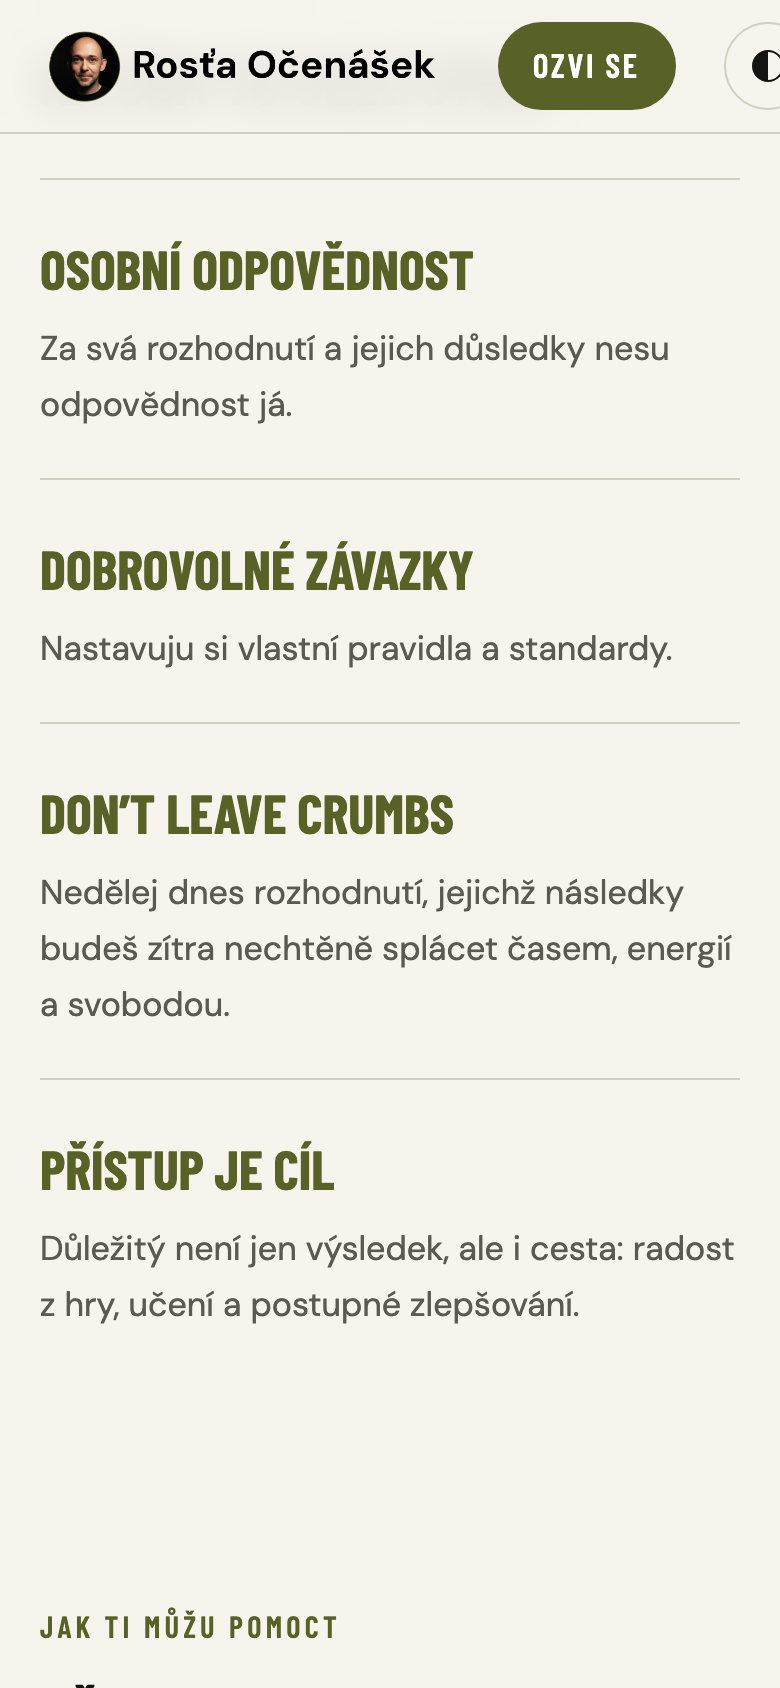 Rosťa Očenášek
OZVI SE
OSOBNÍ ODPOVĚDNOST
Za svá rozhodnutí a jejich důsledky nesu
odpovědnost já.
DOBROVOLNÉ ZÁVAZKY
Nastavuju si vlastní pravidla a standardy.
DON’T LEAVE CRUMBS
Nedělej dnes rozhodnutí, jejichž následky
budeš zítra nechtěně splácet časem, energií
a svobodou.
PŘÍSTUP JE CÍL
Důležitý není jen výsledek, ale i cesta: radost
z hry, učení a postupné zlepšování.
JAK TI MŮŽU POMOCT